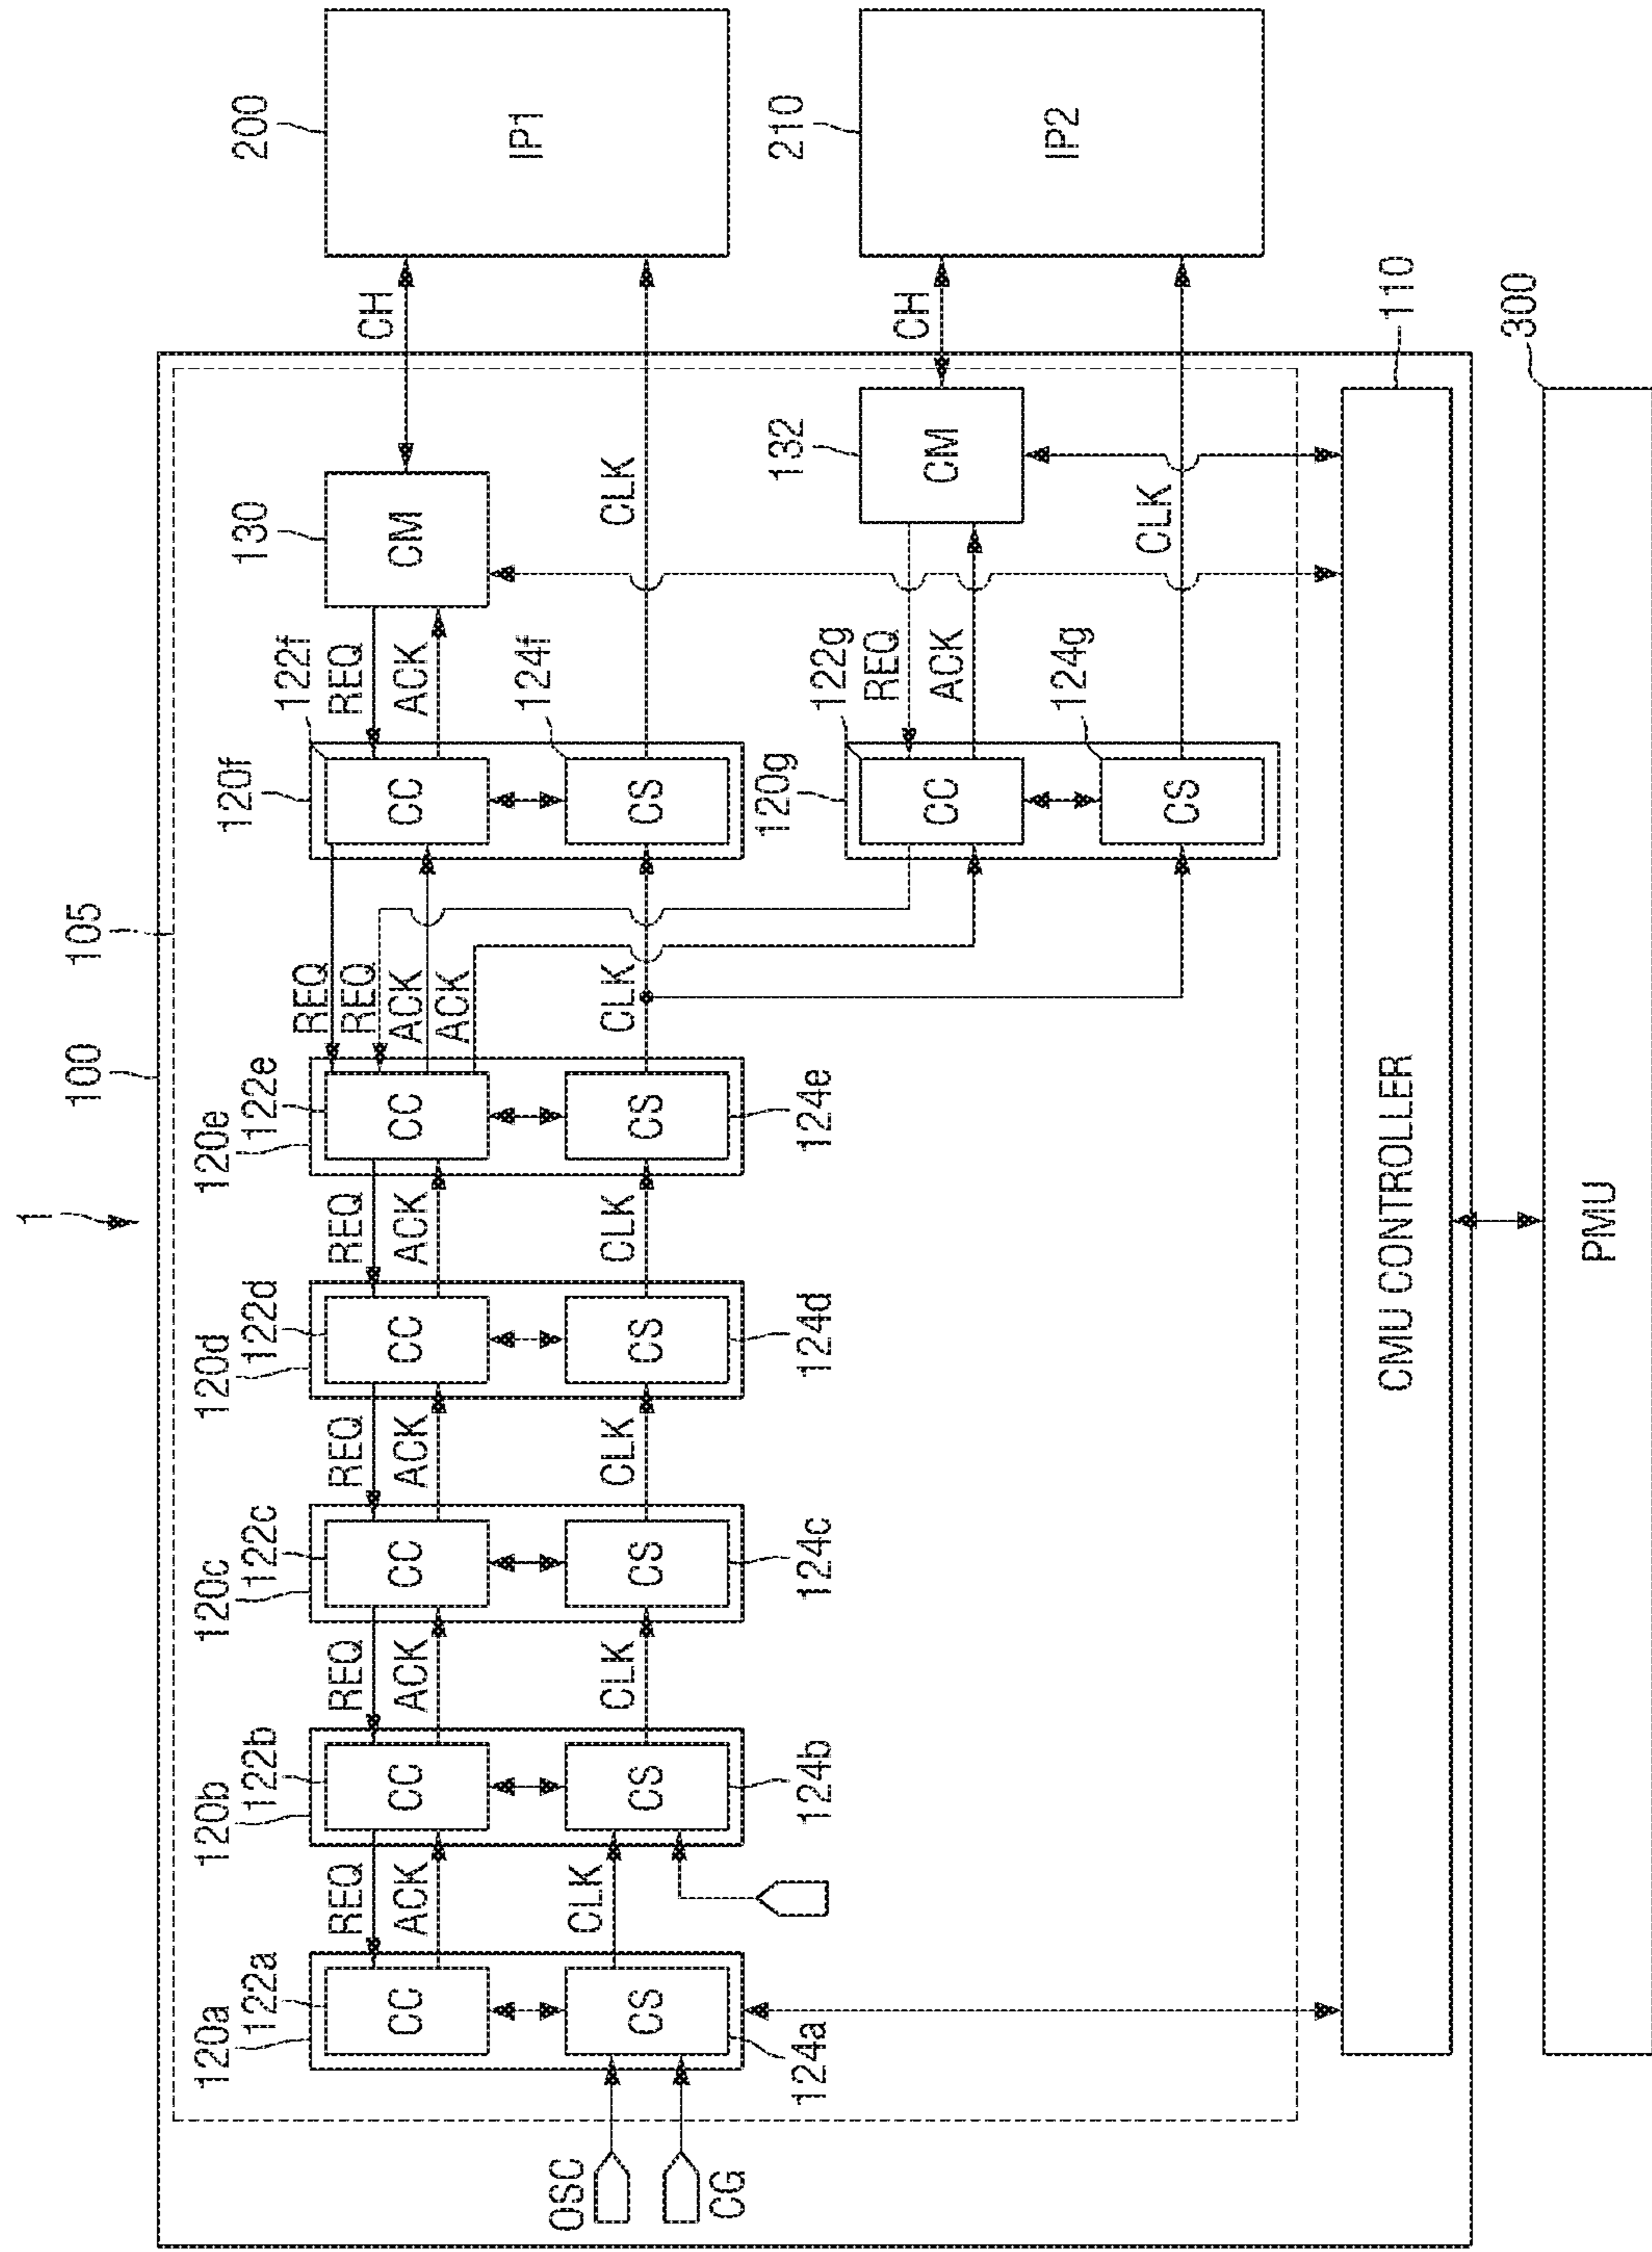 1
100
105
200
IP1
210
IP2
CH
CH
130
CM
132
CM
CLK
CLK
120f
122f
REQ
ACK
CC
124f
CS
120g
122g
REQ
ACK
CC
124g
CS
REQ
REQ
ACK
ACK
CLK
120e
122e
CC
CS
124e
REQ
ACK
CLK
120d
122d
CC
CS
124d
REQ
ACK
CLK
120c
122c
CC
CS
124c
REQ
ACK
CLK
120b
122b
CC
CS
124b
REQ
ACK
CLK
120a
122a
CC
CS
124a
OSC
CG
110
CMU CONTROLLER
300
PMU